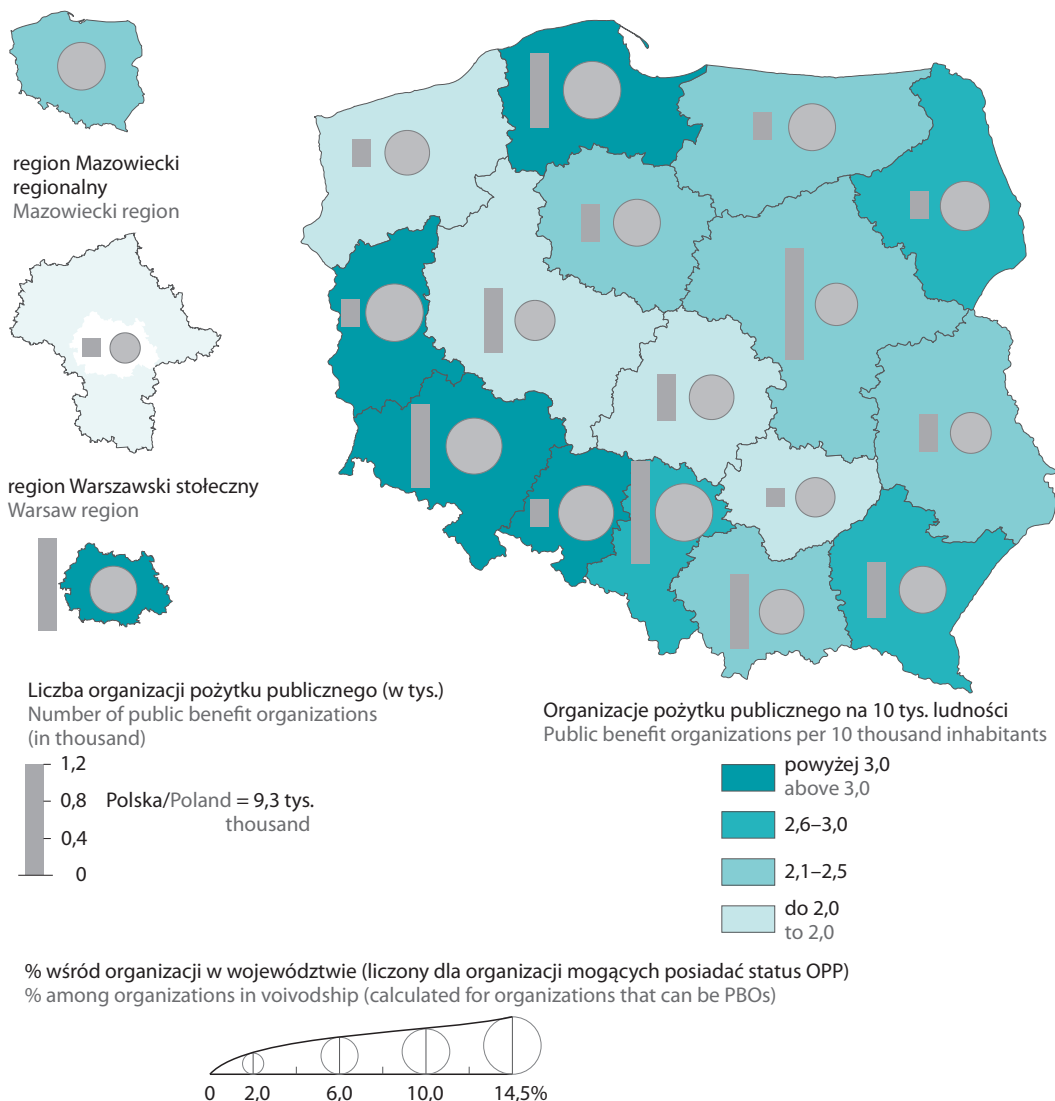 region Mazowiecki
regionalny
Mazowiecki region
region Warszawski stołeczny
Warsaw region
Liczba organizacji pożytku publicznego (w tys.)
Number of public benefit organizations
(in thousand)
1,2
0,8
0,4
0
Polska/Poland = 9,3 tys.
thousand
Organizacje pożytku publicznego na 10 tys. ludności
Public benefit organizations per 10 thousand inhabitants
powyżej 3,0
above 3,0
2,6–3,0
2,1–2,5
do 2,0
to 2,0
% wśród organizacji w województwie (liczony dla organizacji mogących posiadać status OPP)
% among organizations in voivodship (calculated for organizations that can be PBOs)
0 2,0 6,0 10,0 14,5%